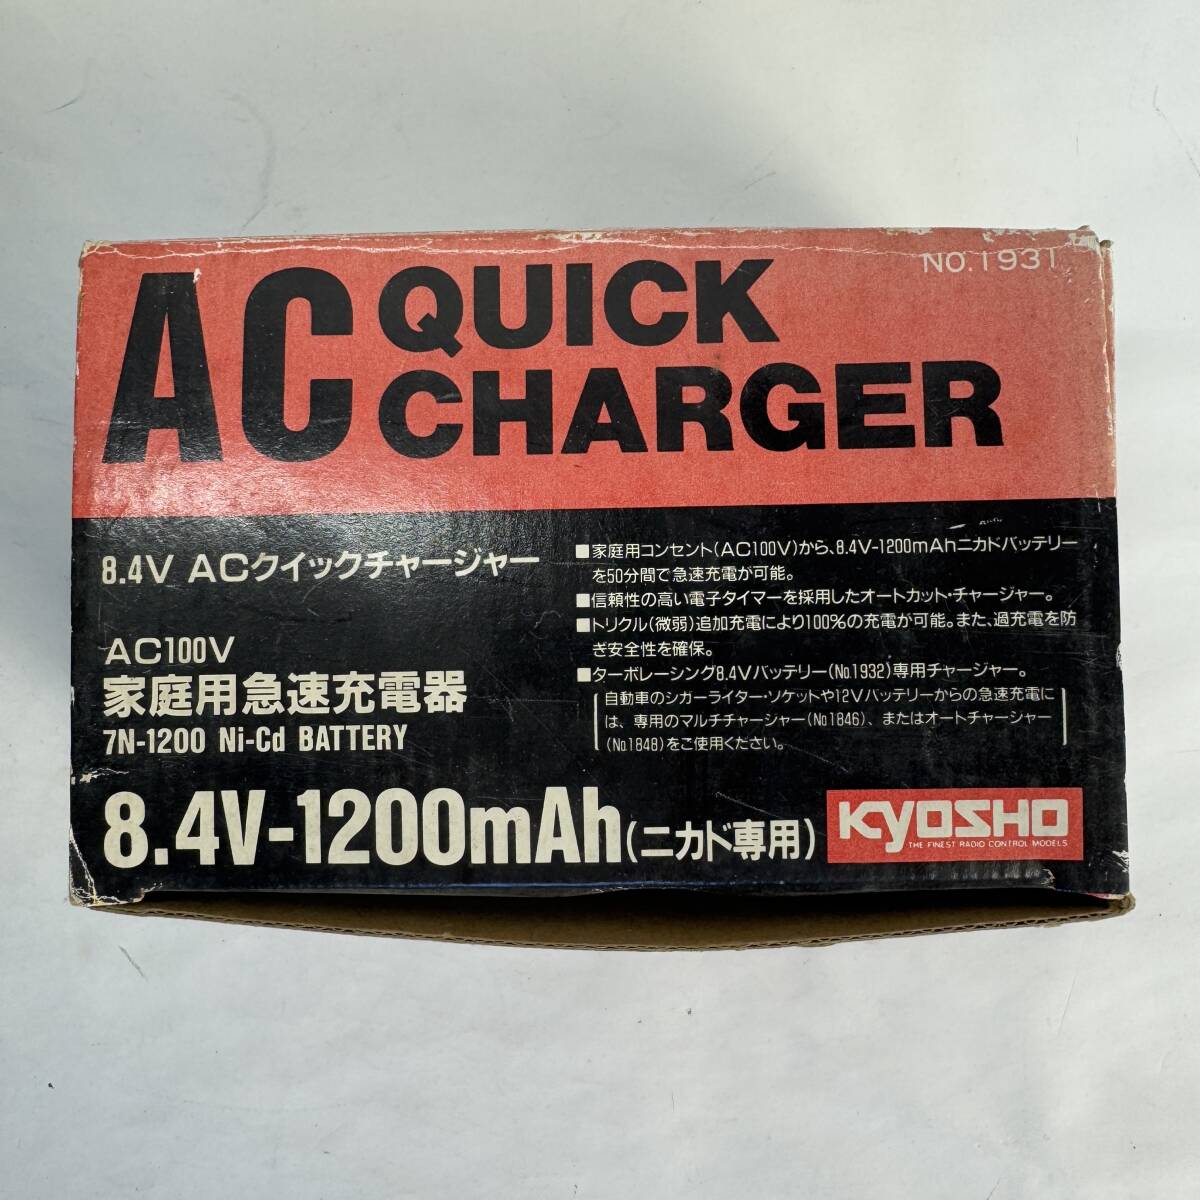 NO.1931
AC QUICK
CHARGER
8.4V ACクイックチャージャー
AC100V
家庭用急速充電器
7N-1200 Ni-Cd BATTERY
8.4V-1200mAh(ニカド専用)
■家庭用コンセント(AC100V)から、8.4V-1200mAhニカドバッテリー
を50分間で急速充電が可能。
■信頼性の高い電子タイマーを採用したオートカット・チャージャー。
■トリクル(微弱)追加充電により100%の充電が可能。また、過充電を防
ぎ安全性を確保。
■ターボレーシング8.4Vバッテリー(No.1932)専用チャージャー。
自動車のシガーライター・ソケットや12Vバッテリーからの急速充電に
は、専用のマルチチャージャー(No.1846)、またはオートチャージャー
(No.1848)をご使用ください。
KYOSHO
THE FINEST RADIO CONTROL MODELS